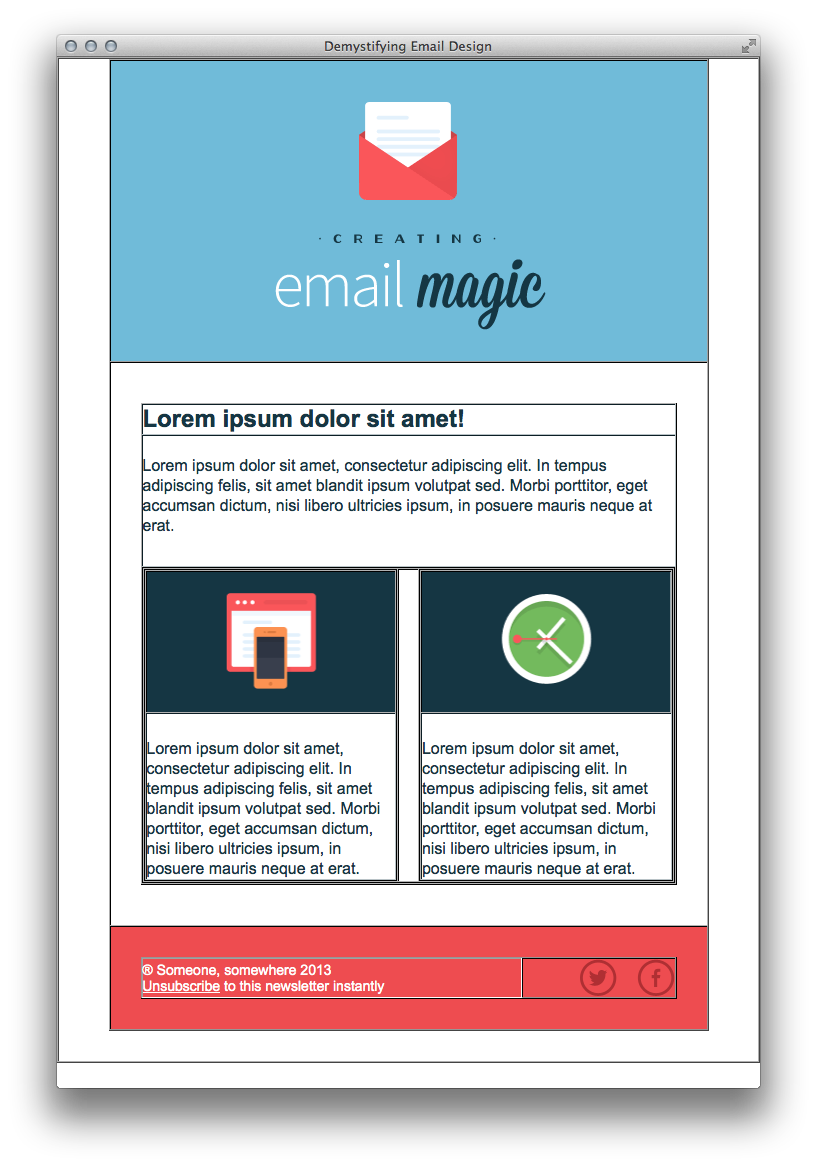 Demystifying Email Design
· CREATING ·
email magic
Lorem ipsum dolor sit amet!
Lorem ipsum dolor sit amet, consectetur adipiscing elit. In tempus
adipiscing felis, sit amet blandit ipsum volutpat sed. Morbi porttitor, eget
accumsan dictum, nisi libero ultricies ipsum, in posuere mauris neque at
erat.
Lorem ipsum dolor sit amet,
consectetur adipiscing elit. In
tempus adipiscing felis, sit amet
blandit ipsum volutpat sed. Morbi
porttitor, eget accumsan dictum,
nisi libero ultricies ipsum, in
posuere mauris neque at erat.
Lorem ipsum dolor sit amet,
consectetur adipiscing elit. In
tempus adipiscing felis, sit amet
blandit ipsum volutpat sed. Morbi
porttitor, eget accumsan dictum,
nisi libero ultricies ipsum, in
posuere mauris neque at erat.
® Someone, somewhere 2013
Unsubscribe to this newsletter instantly